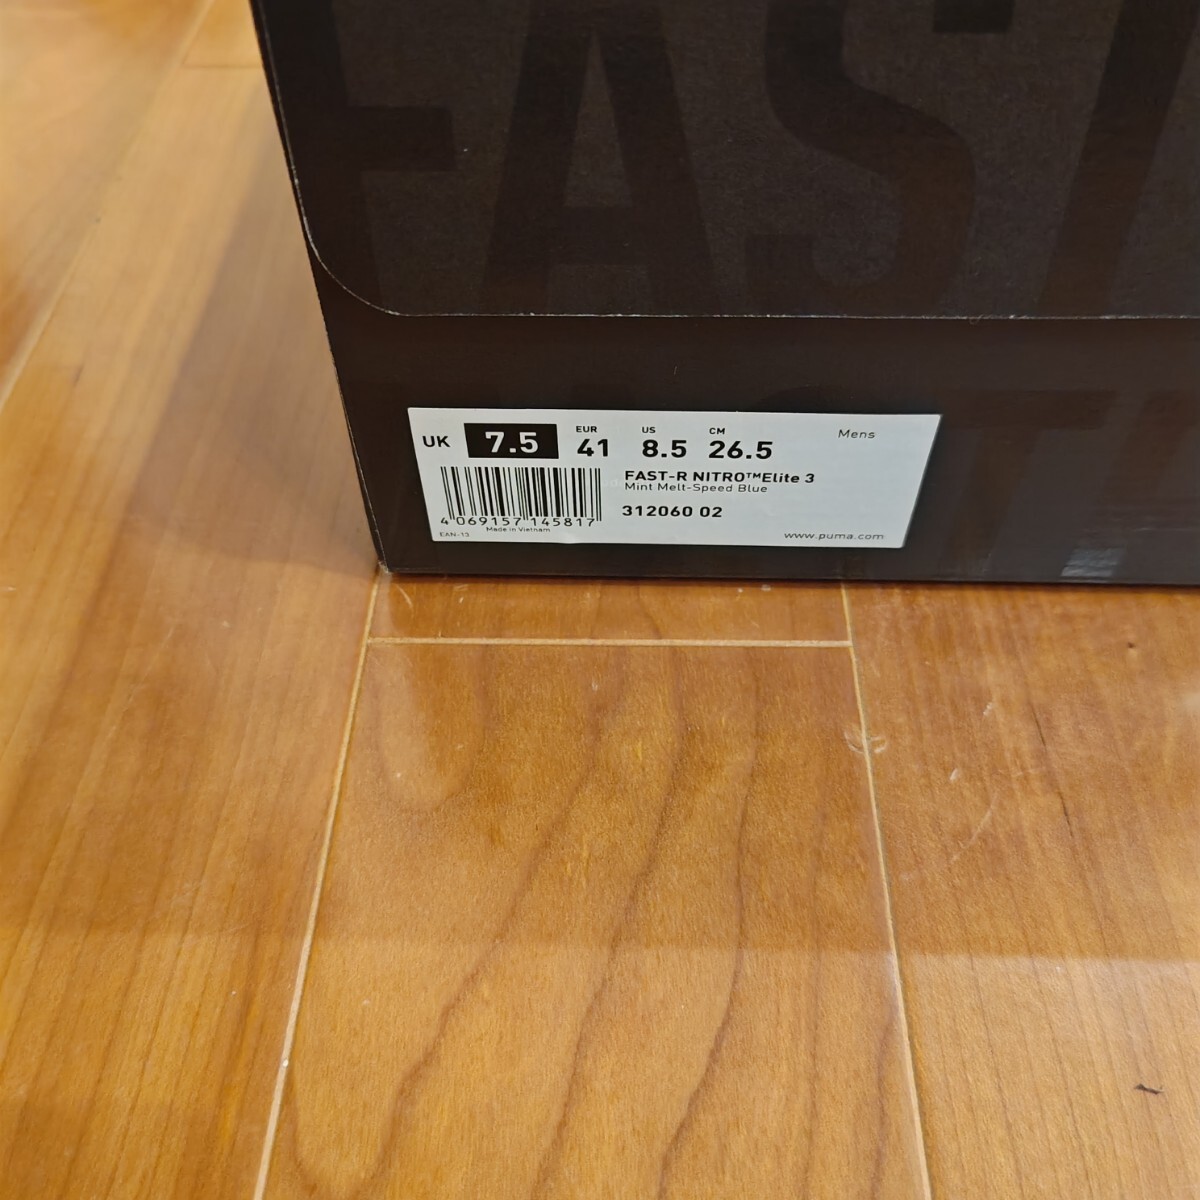 FAST
UK 7.5 EUR 41 US 8.5 CM 26.5 Mens
FAST-R NITRO™Elite 3
Mint Melt-Speed Blue
312060 02
4 069157 145817
Made in Vietnam
EAN-13
www.puma.com